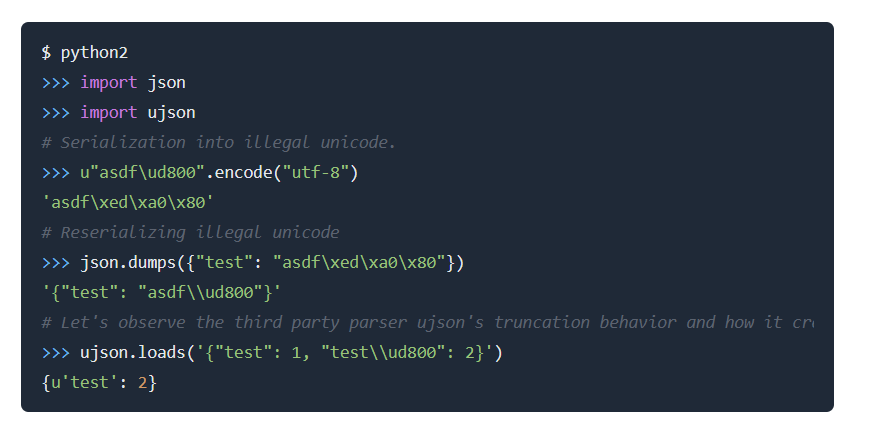 $ python2
>>> import json
>>> import ujson
# Serialization into illegal unicode.
>>> u"asdf\ud800".encode("utf-8")
'asdf\xed\xa0\x80'
# Reserializing illegal unicode
>>> json.dumps({"test": "asdf\xed\xa0\x80"})
'{"test": "asdf\\ud800"}'
# Let's observe the third party parser ujson's truncation behavior and how it
>>> ujson.loads('{"test": 1, "test\\ud800": 2}')
{u'test': 2}